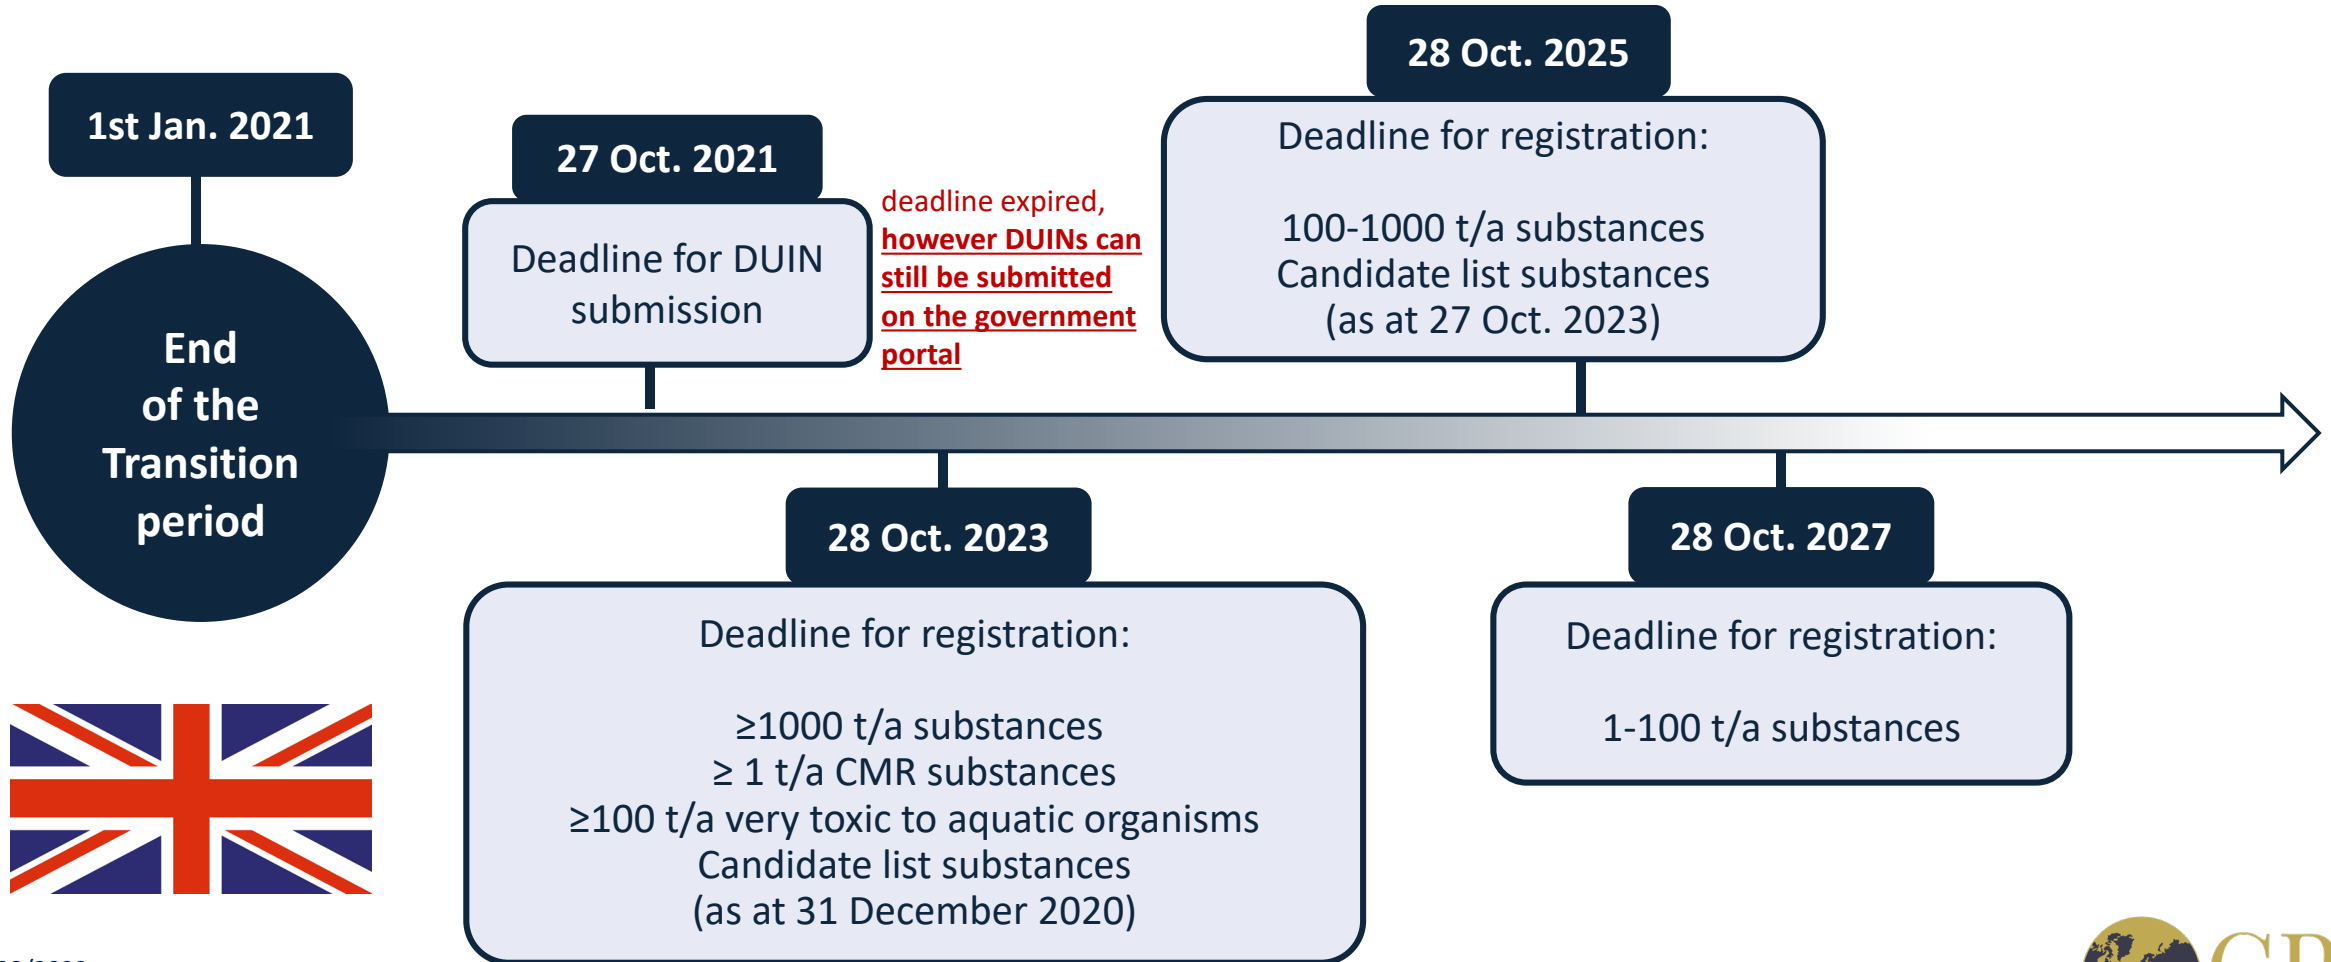 1st Jan. 2021
End
of the
Transition
period
27 Oct. 2021
Deadline for DUIN
submission
deadline expired,
however DUINs can
still be submitted
on the government
portal
28 Oct. 2025
Deadline for registration:
100-1000 t/a substances
Candidate list substances
(as at 27 Oct. 2023)
28 Oct. 2023
Deadline for registration:
≥1000 t/a substances
≥ 1 t/a CMR substances
≥100 t/a very toxic to aquatic organisms
Candidate list substances
(as at 31 December 2020)
28 Oct. 2027
Deadline for registration:
1-100 t/a substances